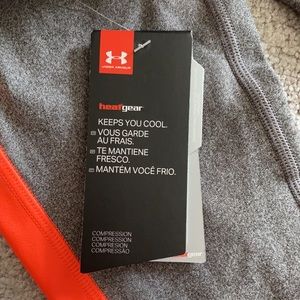 UNDER ARMOUR
heatgear
KEEPS YOU COOL.
VOUS GARDE
AU FRAIS.
TE MANTIENE
FRESCO.
MANTÉM VOCÊ FRIO.
COMPRESSION
COMPRESSION
COMPRESIÓN
COMPRESSÃO
gear